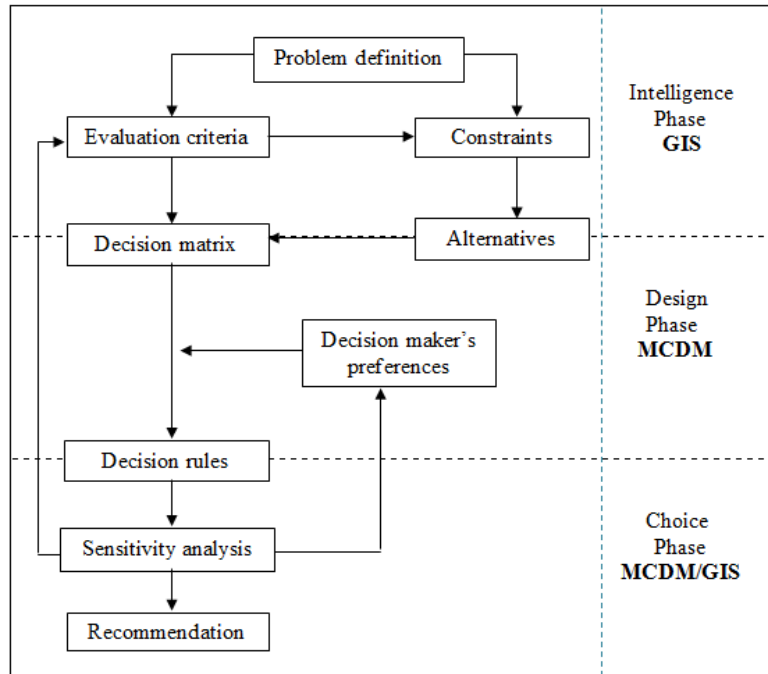 Problem definition
Evaluation criteria
Constraints
Decision matrix
Alternatives
Decision maker's
preferences
Decision rules
Sensitivity analysis
Recommendation
Intelligence
Phase
GIS
Design
Phase
MCDM
Choice
Phase
MCDM/GIS